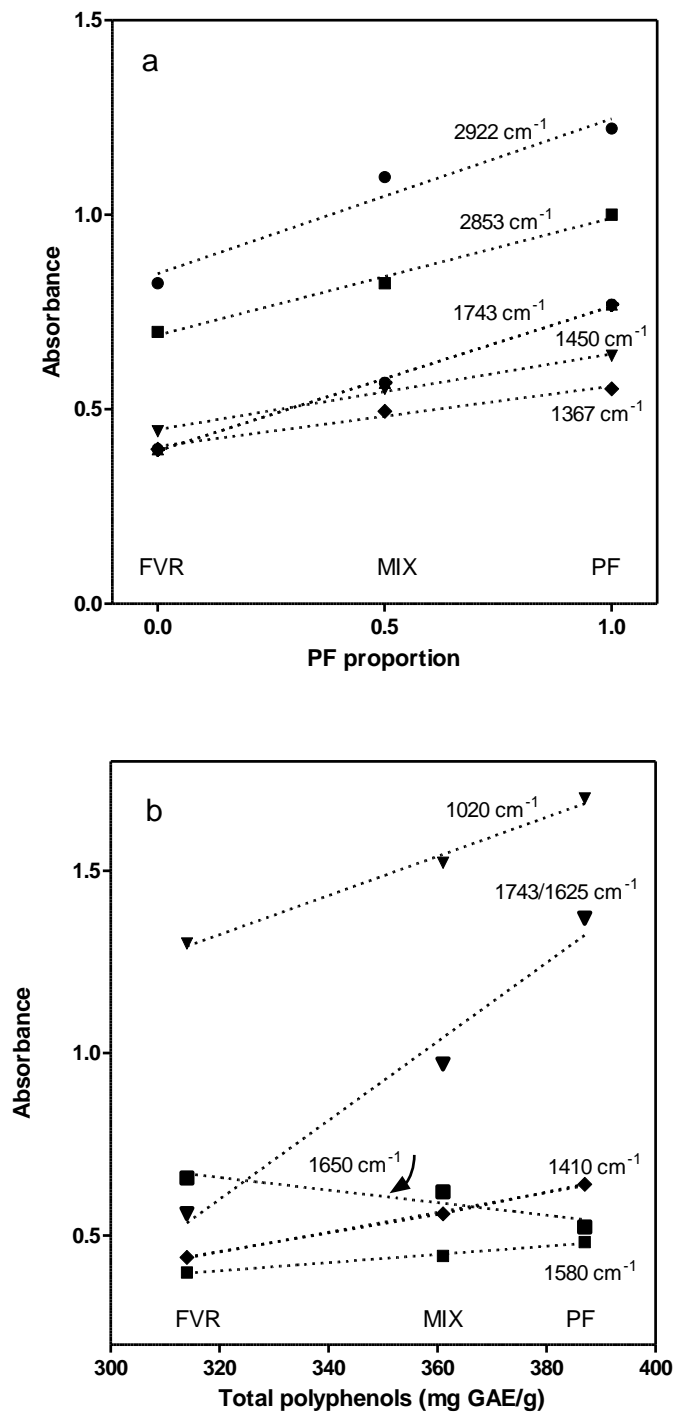 a
1.5
1.0
0.5
0.0
Absorbance
2922 cm⁻¹
2853 cm⁻¹
1743 cm⁻¹
1450 cm⁻¹
1367 cm⁻¹
FVR MIX PF
0.0 0.5 1.0
PF proportion
b
1.5
1.0
0.5
Absorbance
1020 cm⁻¹
1743/1625 cm⁻¹
1650 cm⁻¹
1410 cm⁻¹
1580 cm⁻¹
FVR MIX PF
300 320 340 360 380 400
Total polyphenols (mg GAE/g)